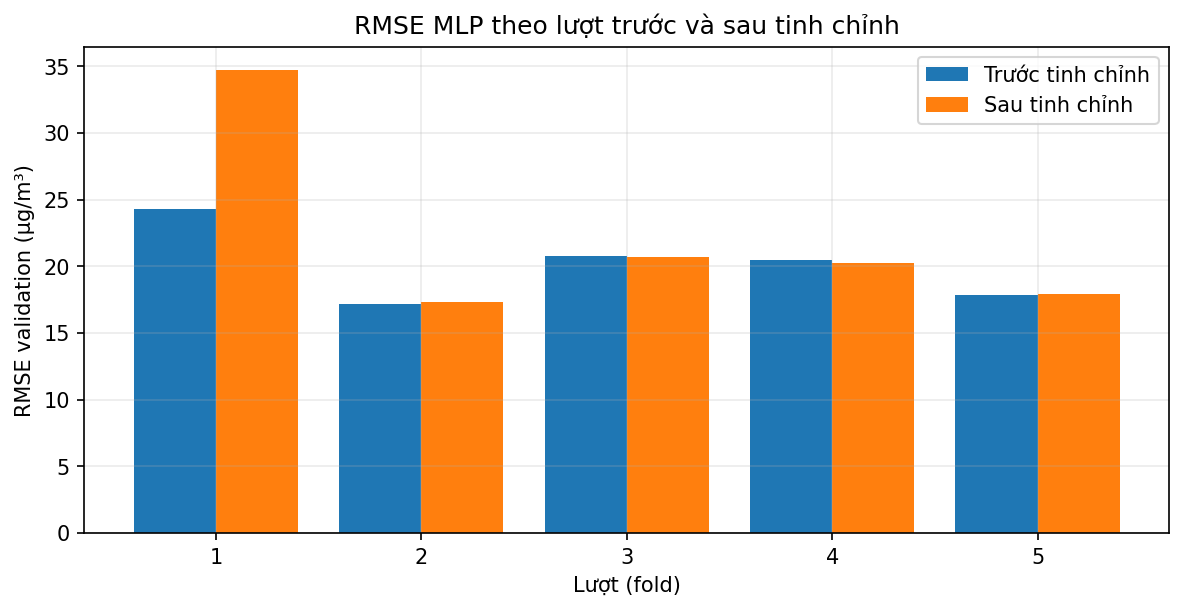 RMSE MLP theo lượt trước và sau tinh chỉnh
Trước tinh chỉnh
Sau tinh chỉnh
RMSE validation (µg/m³)
35
30
25
20
15
10
5
0
1 2 3 4 5
Lượt (fold)